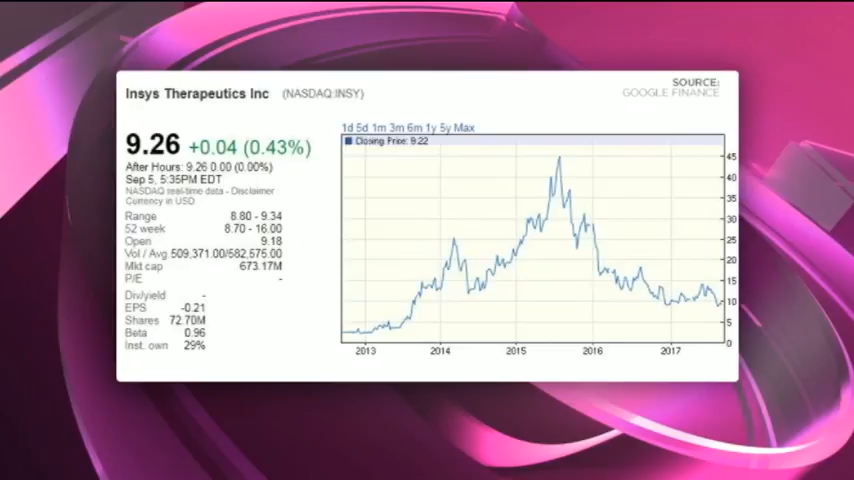 Insys Therapeutics Inc (NASDAQ:INSY)
SOURCE:
GOOGLE FINANCE
9.26 +0.04 (0.43%)
After Hours: 9.26 0.00 (0.00%)
Sep 5, 5:35PM EDT
NASDAQ real-time data - Disclaimer
Currency in USD
Range 8.80 - 9.34
52 week 8.70 - 16.00
Open 9.18
Vol / Avg. 509,371.00/582,575.00
Mkt cap 673.17M
P/E -
Div/yield -
EPS -0.21
Shares 72.70M
Beta 0.96
Inst. own 29%
1d 5d 1m 3m 6m 1y 5y Max
Closing Price: 9.22
45
40
35
30
25
20
15
10
5
0
2013 2014 2015 2016 2017